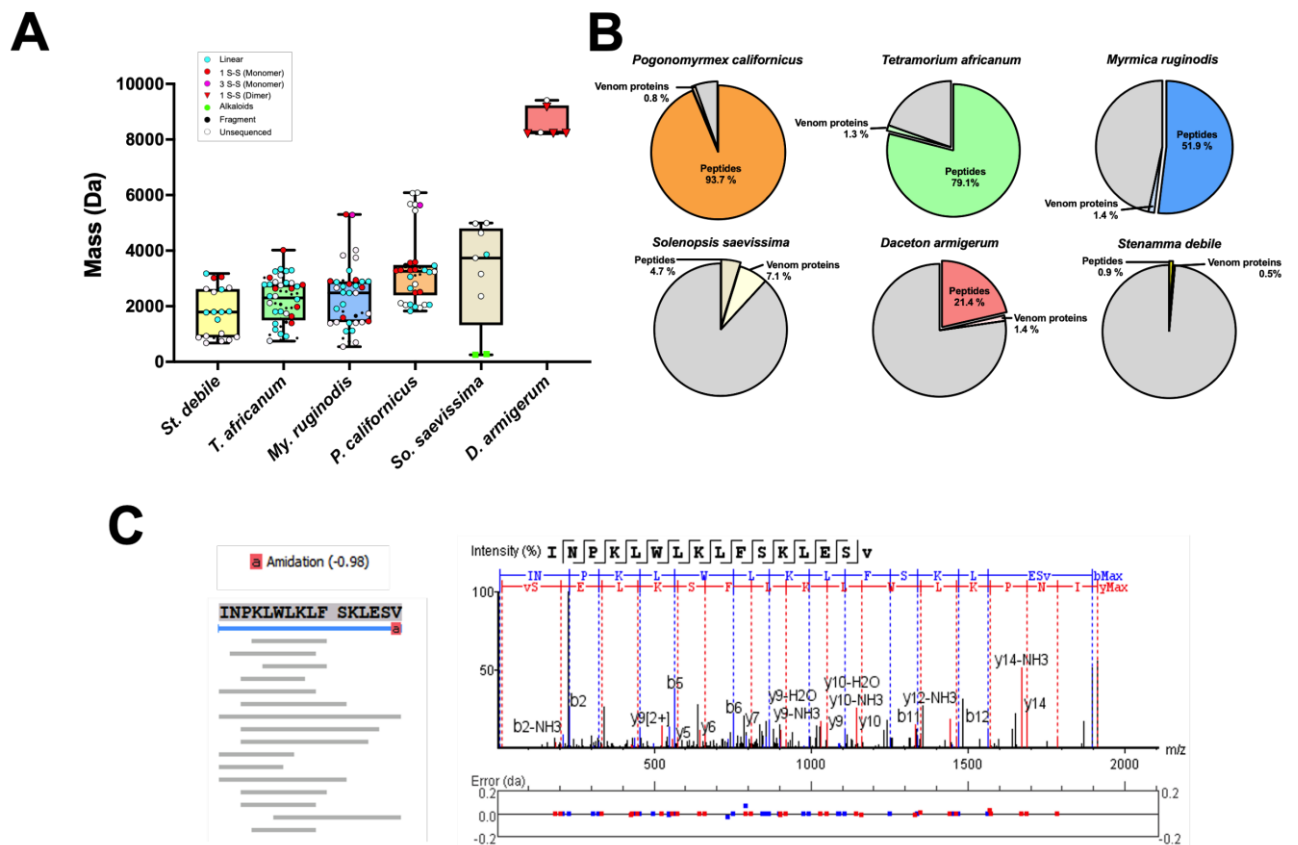 A
Linear
1 S-S (Monomer)
3 S-S (Monomer)
1 S-S (Dimer)
Alkaloids
Fragment
Unsequenced
Mass (Da)
10000
8000
6000
4000
2000
0
St. debile
T. africanum
My. ruginodis
P. californicus
So. saevissima
D. armigerum
B
Pogonomyrmex californicus
Venom proteins
0.8 %
Peptides
93.7 %
Tetramorium africanum
Venom proteins
1.3 %
Peptides
79.1%
Myrmica ruginodis
Peptides
51.9 %
Venom proteins
1.4 %
Solenopsis saevissima
Peptides
4.7 %
Venom proteins
7.1 %
Daceton armigerum
Peptides
21.4 %
Venom proteins
1.4 %
Stenamma debile
Peptides
0.9 %
Venom proteins
0.5%
C
a Amidation (-0.98)
INPKLWLKLF SKLESV
a
Intensity (%) I N P K L W L K L F S K L E S v
IN P K L W L K L F S K L ESv bMax
vS E L K S F L K L W L K P N I yMax
100
50
b2-NH3
b2
y9[2+]
b5
y5
y6
b6
y7
y9-H2O
y9-NH3
y10-H2O
y10-NH3
y9
y10
y12-NH3
b11
b12
y14-NH3
y14
500
1000
1500
2000
m/z
Error (da)
0.2
0.0
-0.2
0.2
0.0
-0.2